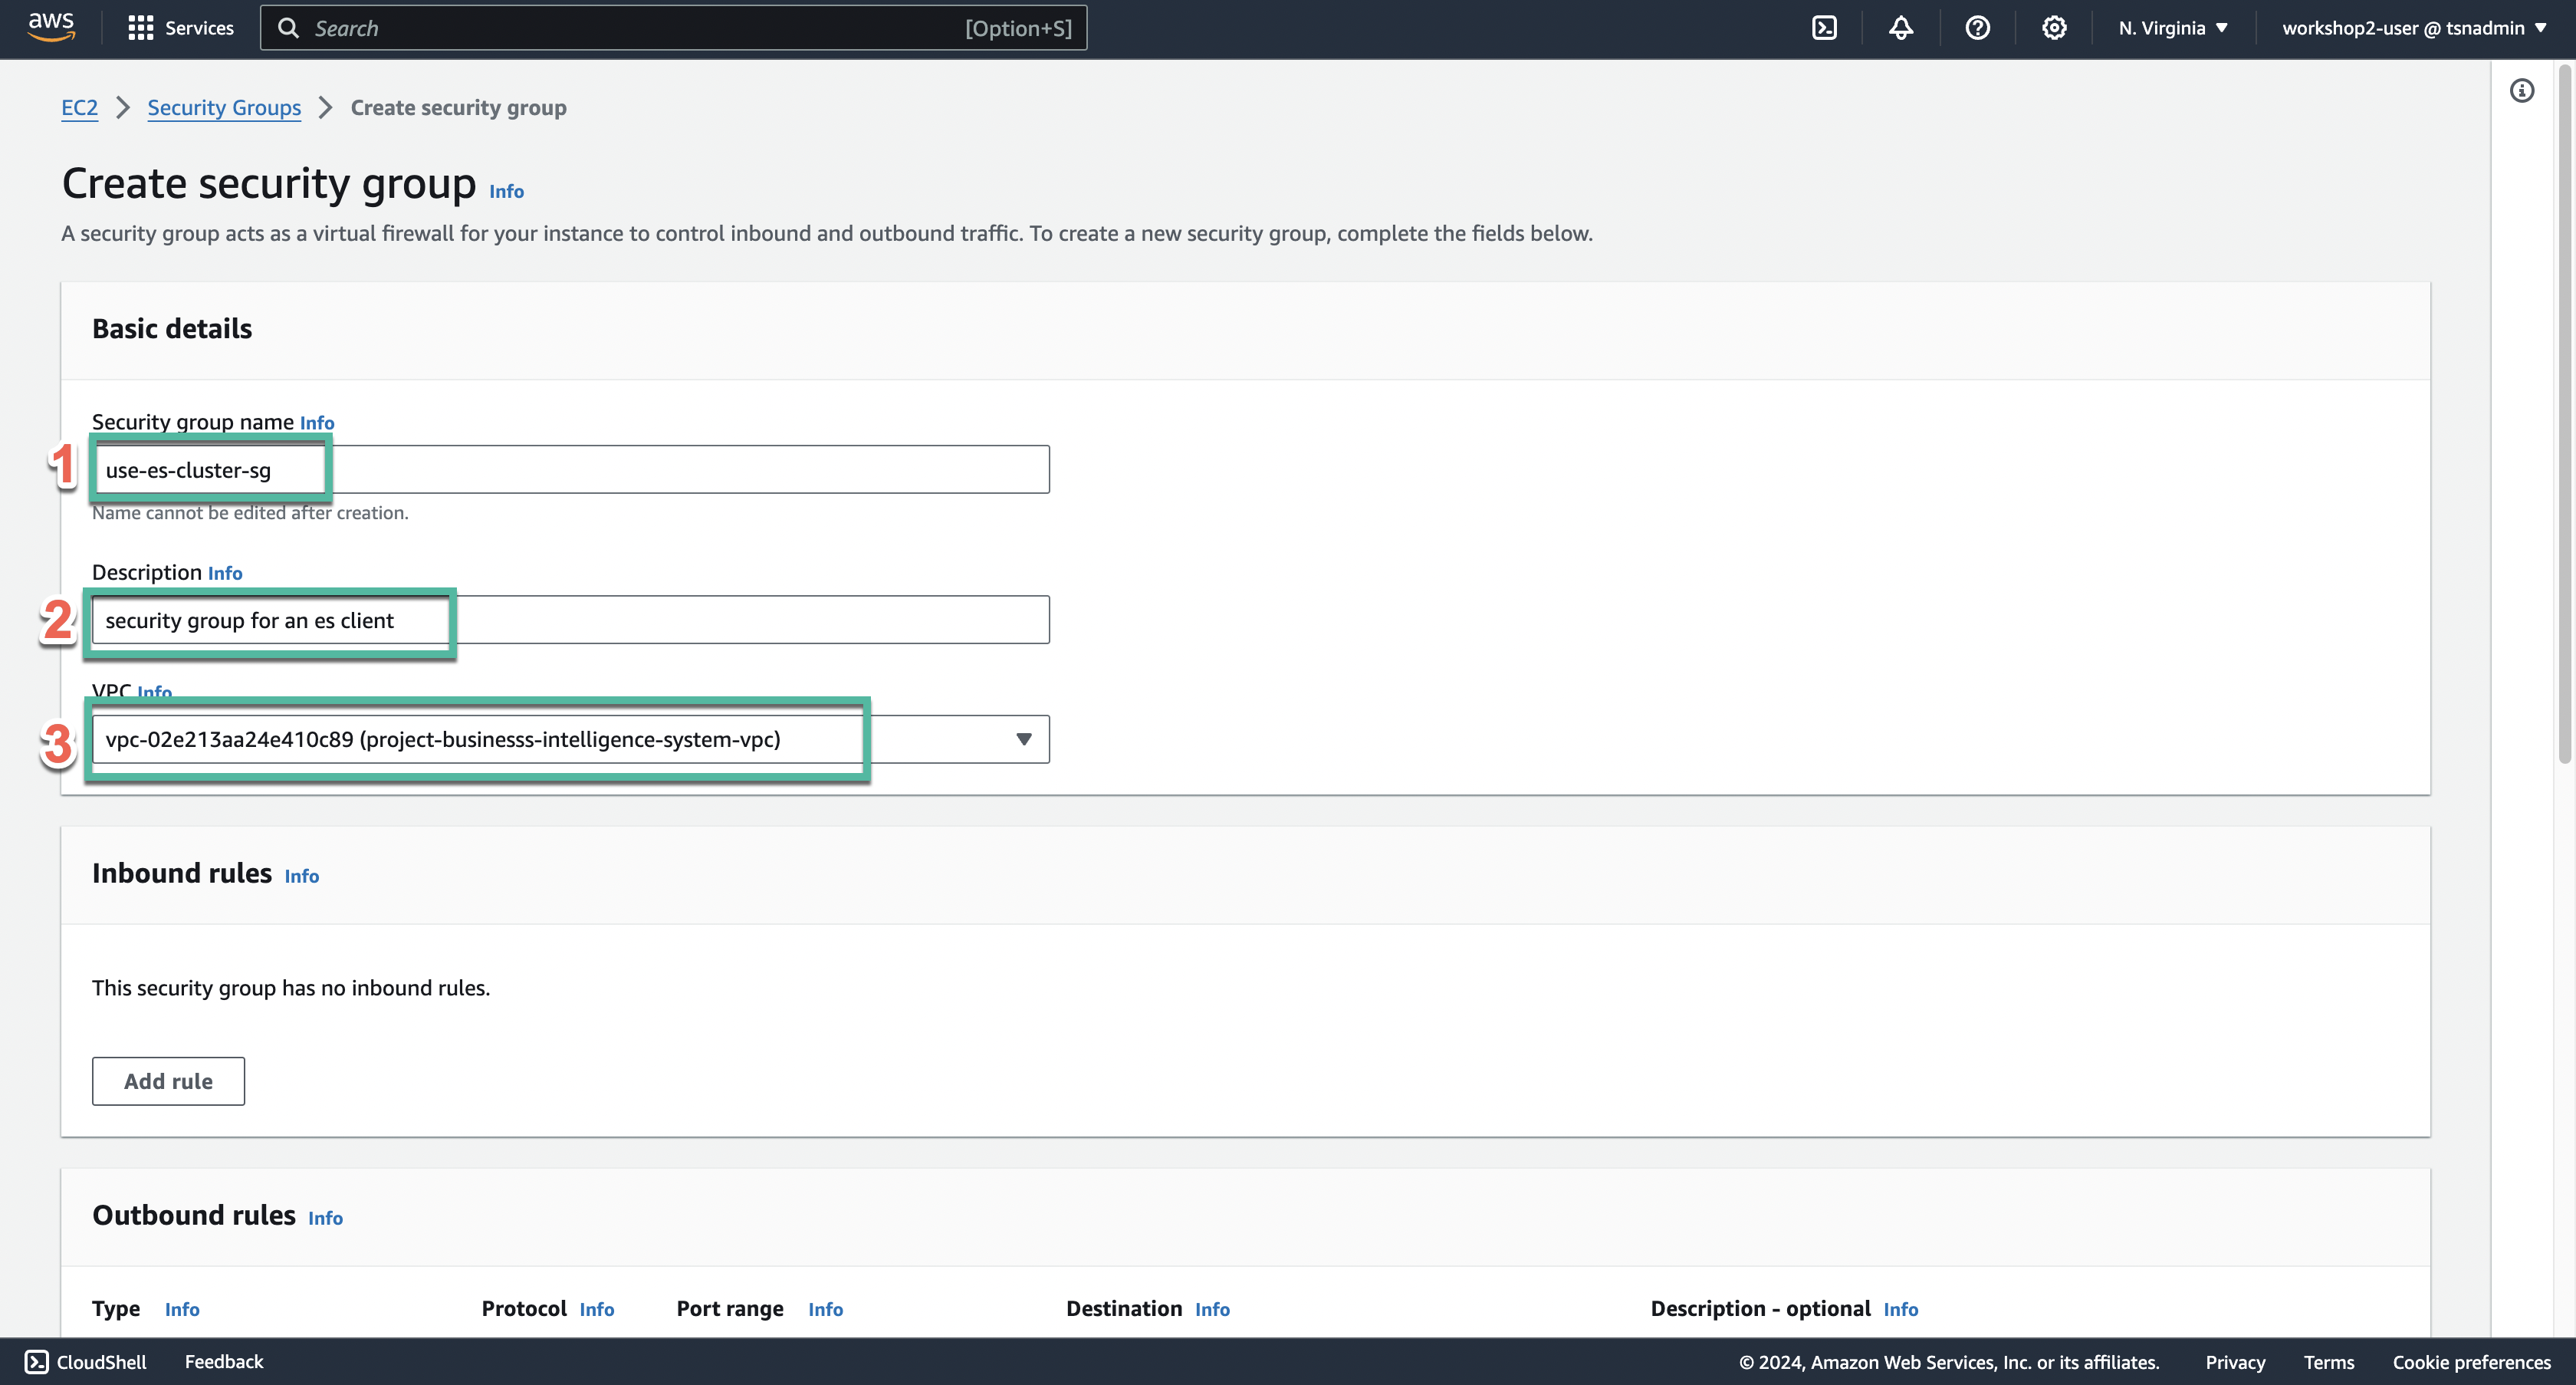 aws Services Search [Option+S] N. Virginia workshop2-user @ tsnadmin
EC2 Security Groups Create security group
Create security group Info
A security group acts as a virtual firewall for your instance to control inbound and outbound traffic. To create a new security group, complete the fields below.
Basic details
Security group name Info
1 use-es-cluster-sg
Name cannot be edited after creation.
Description Info
2 security group for an es client
VPC Info
3 vpc-02e213aa24e410c89 (project-businesss-intelligence-system-vpc)
Inbound rules Info
This security group has no inbound rules.
Add rule
Outbound rules Info
Type Info Protocol Info Port range Info Destination Info Description - optional Info
CloudShell Feedback © 2024, Amazon Web Services, Inc. or its affiliates. Privacy Terms Cookie preferences